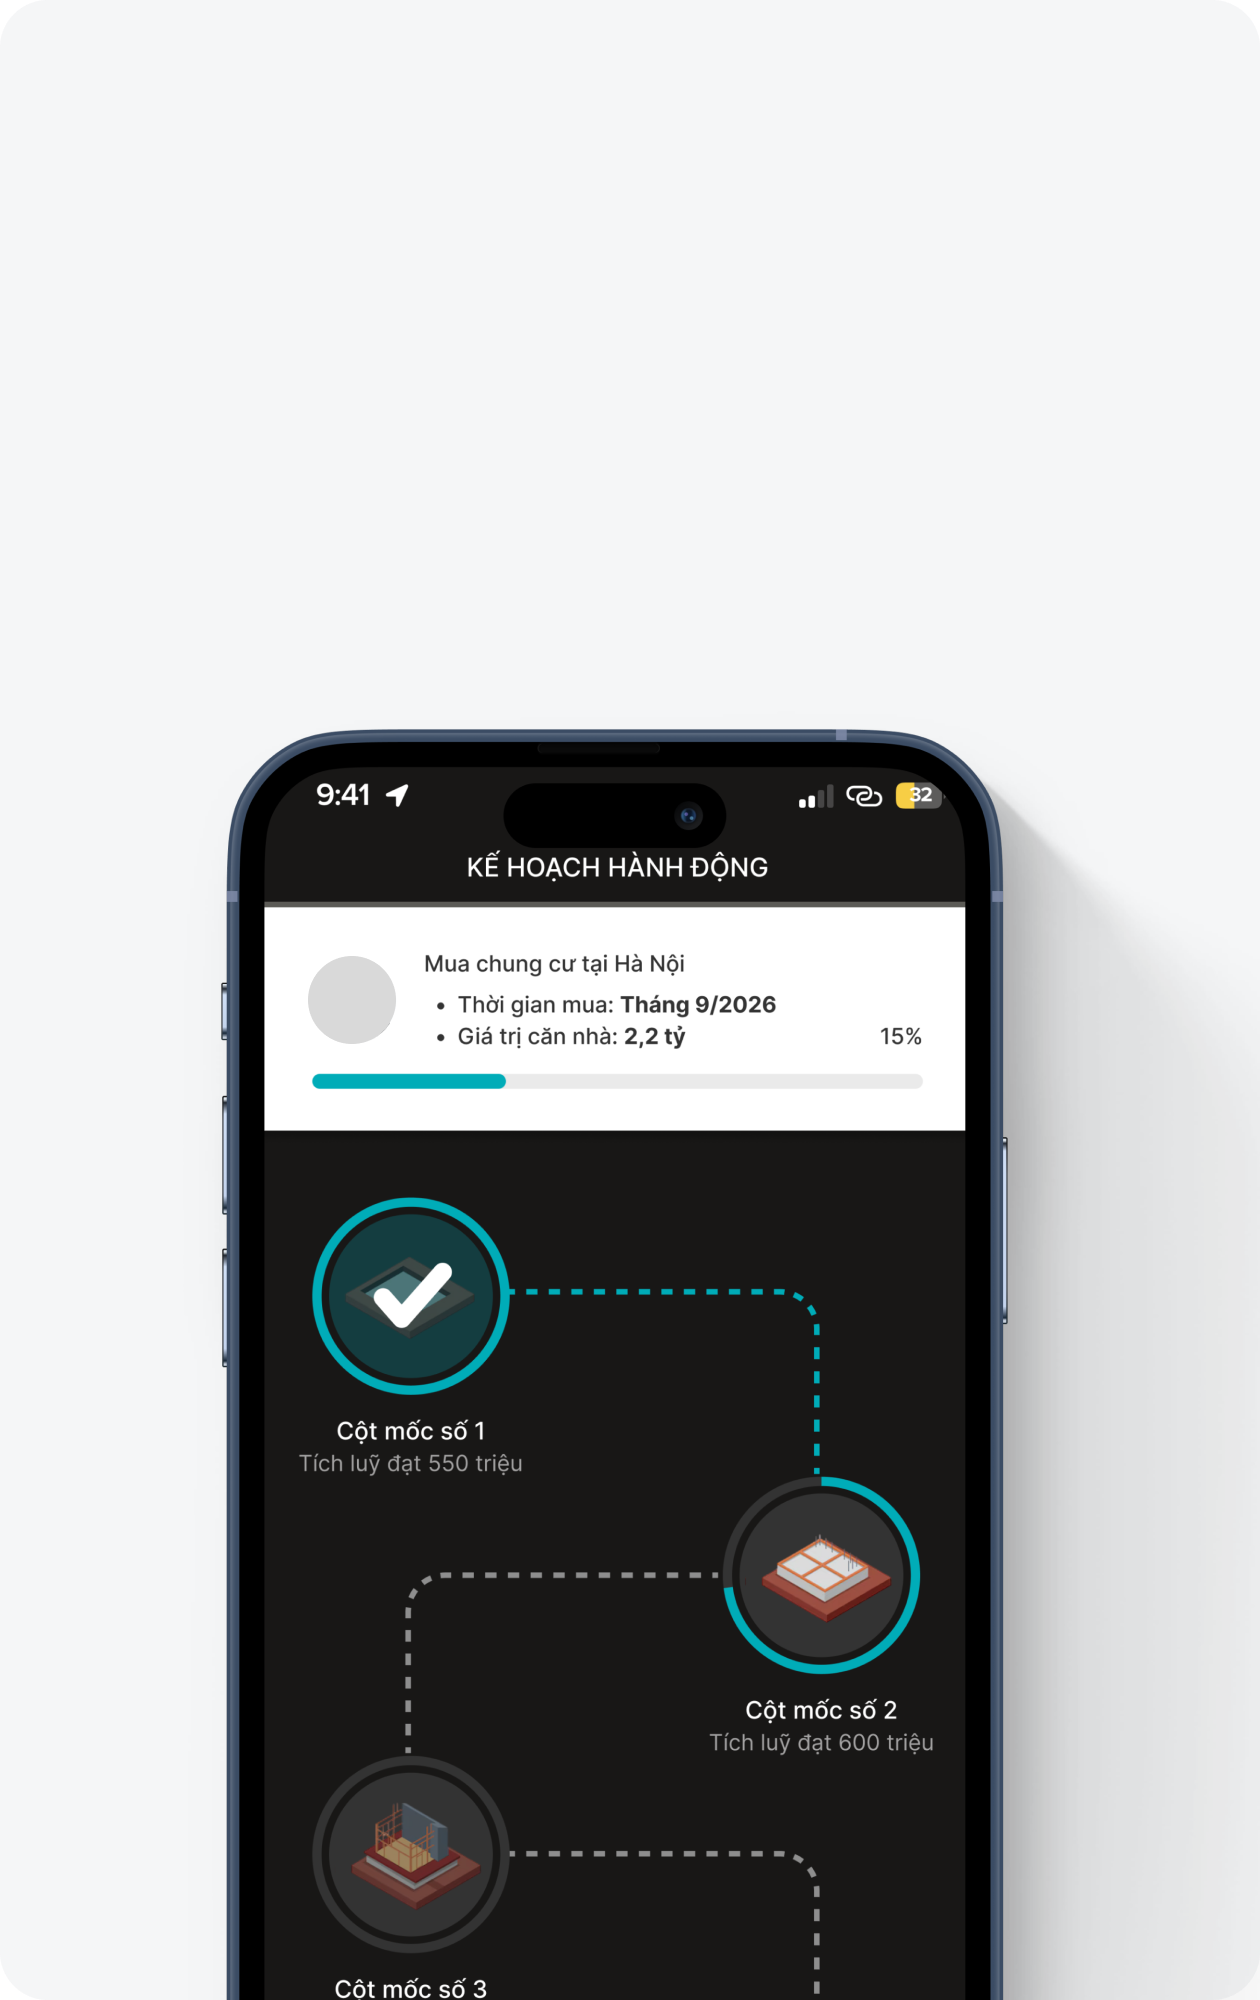 9:41
32
KẾ HOẠCH HÀNH ĐỘNG
Mua chung cư tại Hà Nội
• Thời gian mua: Tháng 9/2026
• Giá trị căn nhà: 2,2 tỷ
15%
Cột mốc số 1
Tích luỹ đạt 550 triệu
Cột mốc số 2
Tích luỹ đạt 600 triệu
Cột mốc số 3